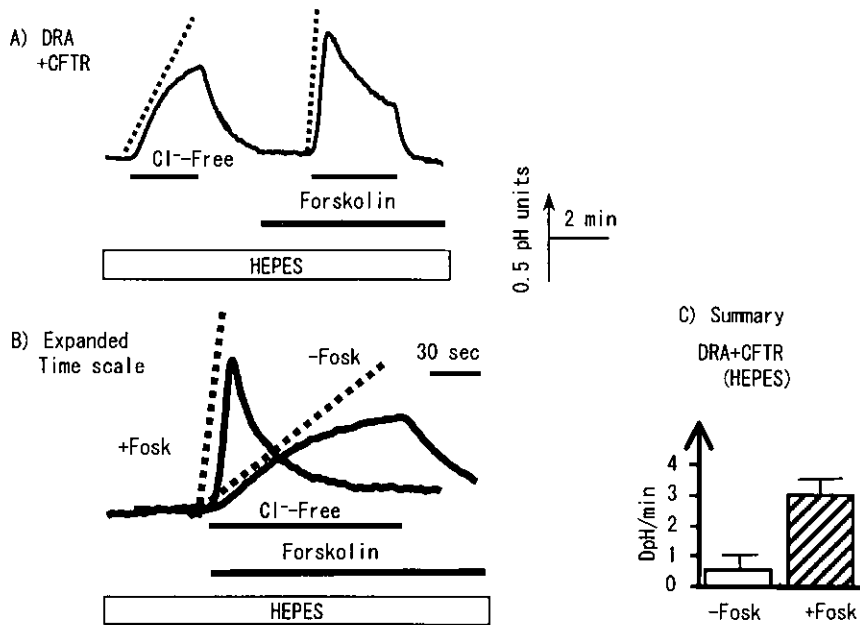 A) DRA
+CFTR
Cl⁻-Free
Forskolin
HEPES
0.5 pH units
2 min
B) Expanded
Time scale
-Fosk
30 sec
+Fosk
Cl⁻-Free
Forskolin
HEPES
C) Summary
DRA+CFTR
(HEPES)
DpH/min
4
3
2
1
0
-Fosk
+Fosk